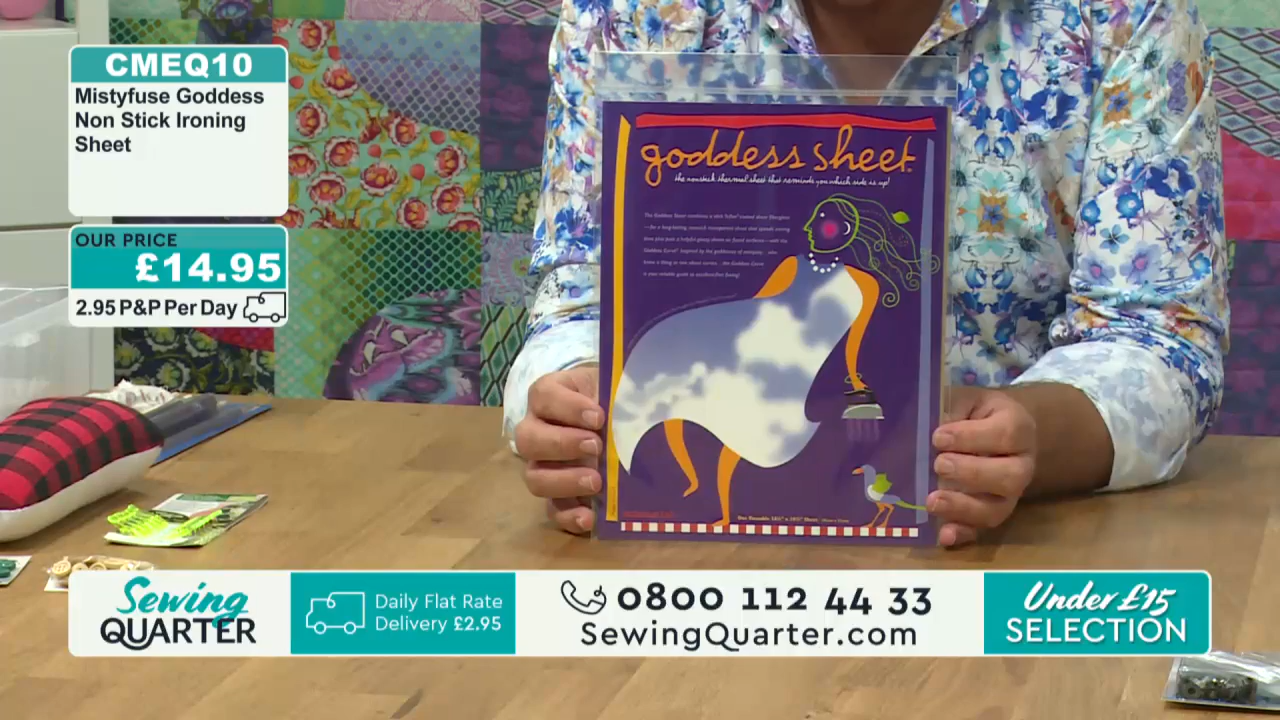 CMEQ10
Mistyfuse Goddess
Non Stick Ironing
Sheet
OUR PRICE
£14.95
2.95 P&P Per Day
goddess sheet
the nonstick thermal sheet that reminds you which side is up!
Sewing
QUARTER
Daily Flat Rate
Delivery £2.95
0800 112 44 33
SewingQuarter.com
Under £15
SELECTION